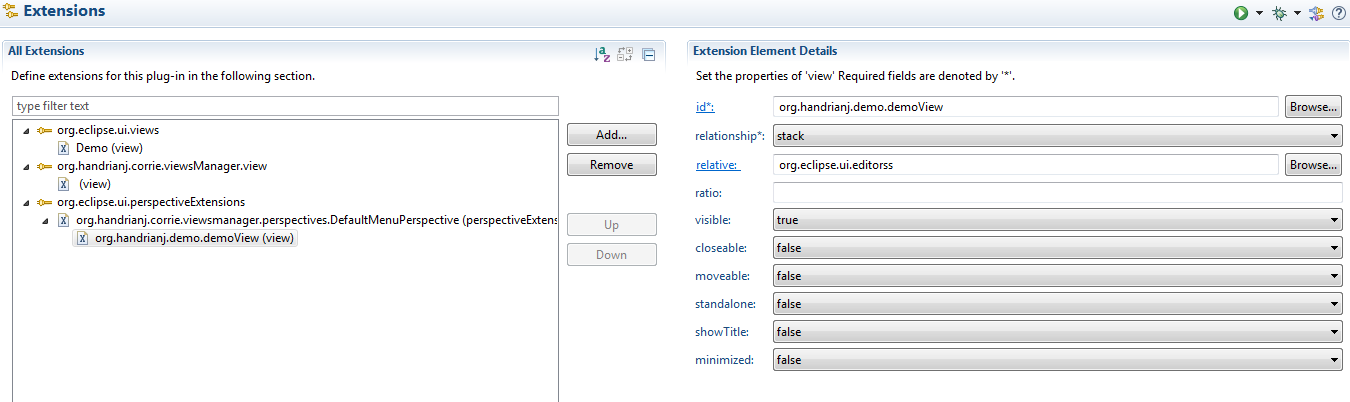 Extensions
All Extensions
Define extensions for this plug-in in the following section.
type filter text
org.eclipse.ui.views
Demo (view)
org.handrianj.corrie.viewsManager.view
(view)
org.eclipse.ui.perspectiveExtensions
org.handrianj.corrie.viewsmanager.perspectives.DefaultMenuPerspective (perspectiveExtens
org.handrianj.demo.demoView (view)
Add...
Remove
Up
Down
Extension Element Details
Set the properties of 'view' Required fields are denoted by '*'.
id*: org.handrianj.demo.demoView Browse...
relationship*: stack
relative: org.eclipse.ui.editorss Browse...
ratio:
visible: true
closeable: false
moveable: false
standalone: false
showTitle: false
minimized: false